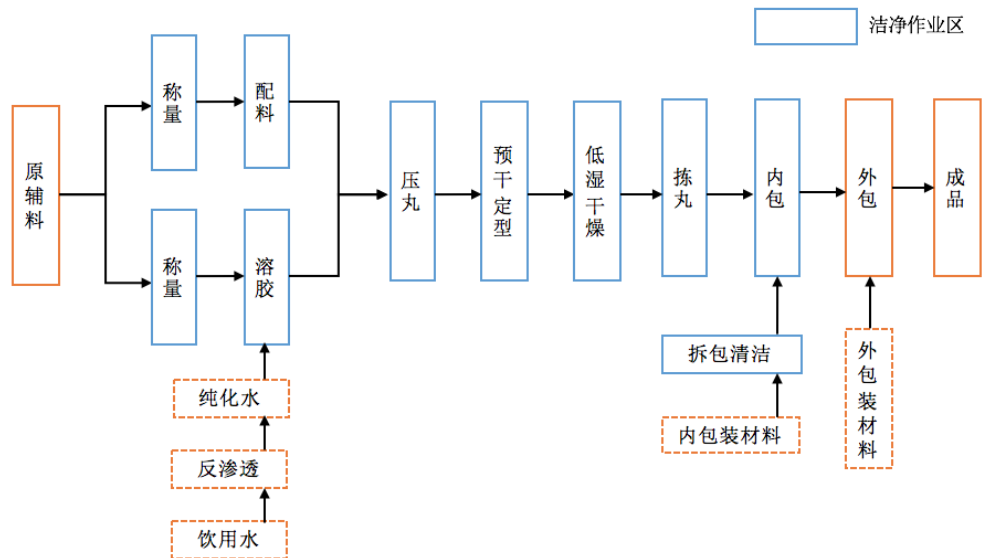 洁净作业区
原辅料
称量
配料
称量
溶胶
压丸
预干定型
低湿干燥
拣丸
内包
外包
成品
纯化水
反渗透
饮用水
拆包清洁
内包装材料
外包装材料